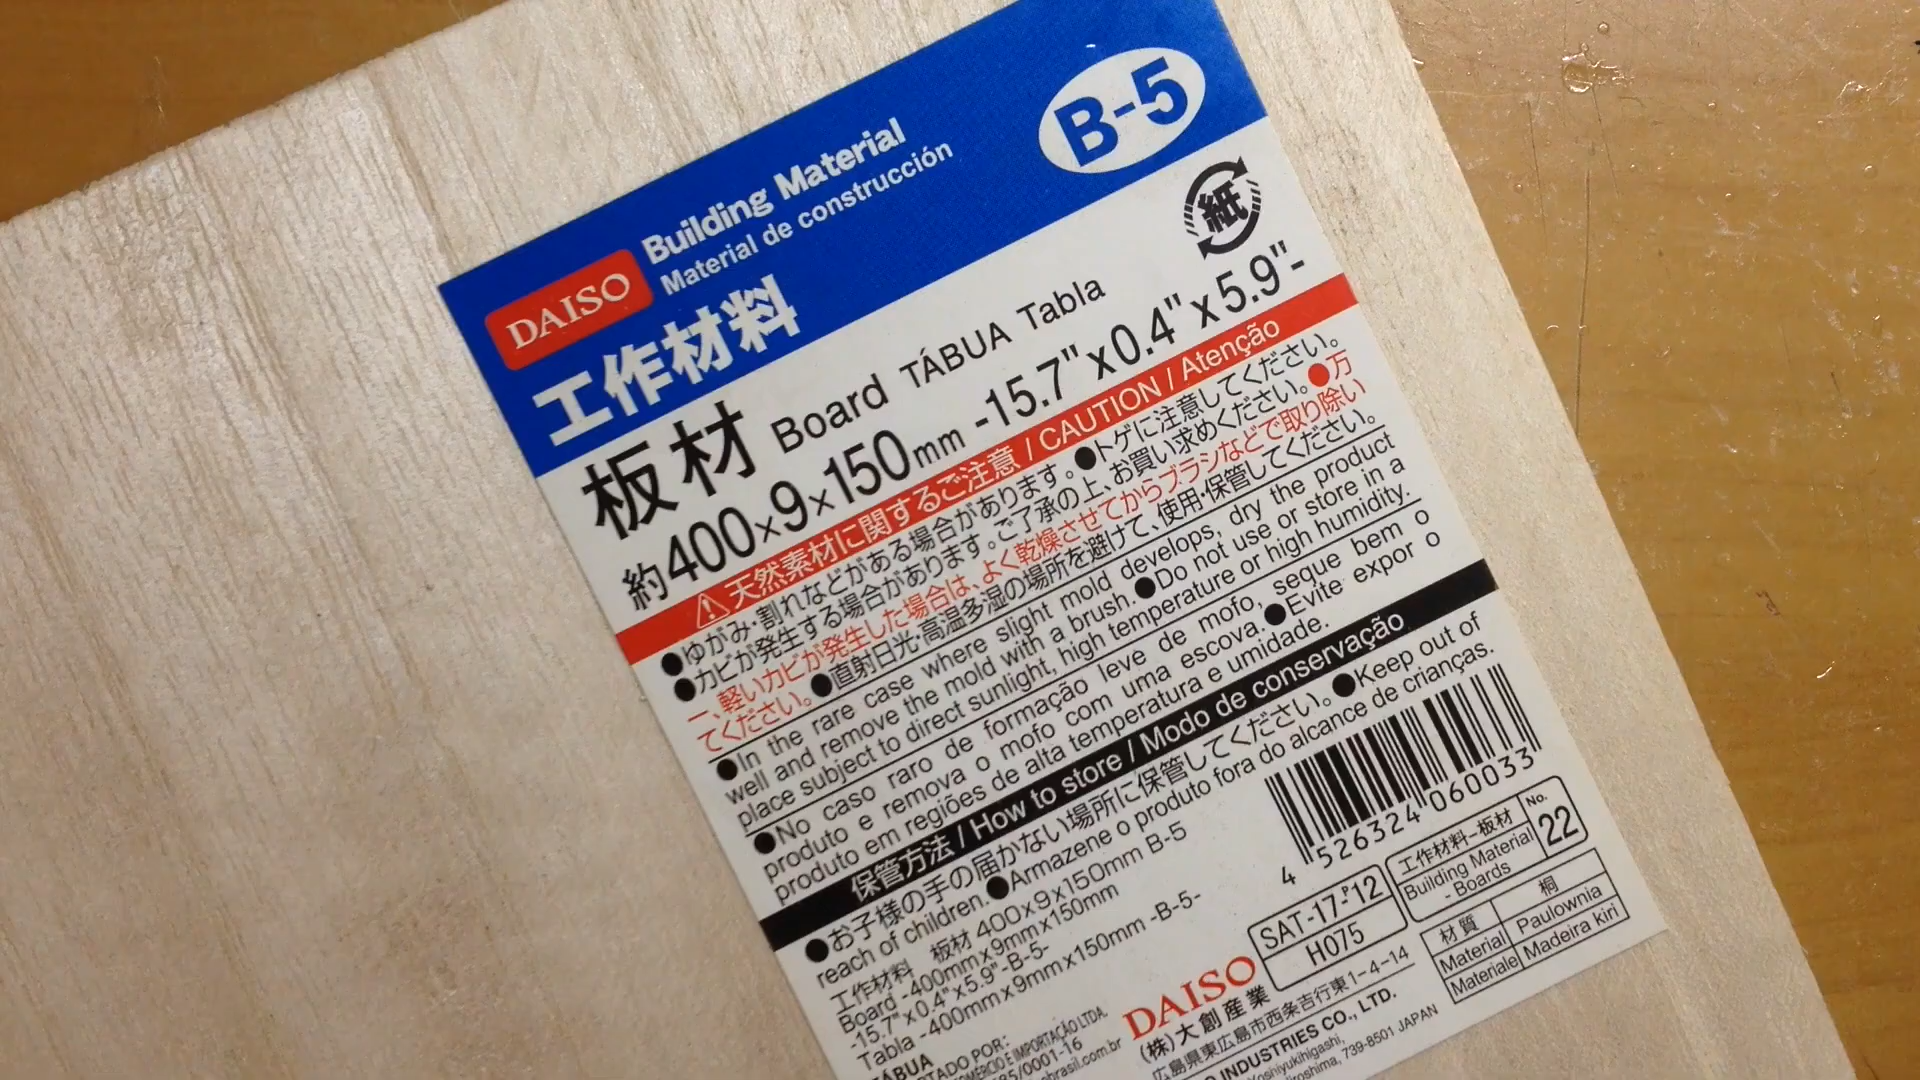 B-5
Building Material
Material de construcción
DAISO
工作材料
紙
板材 Board TÁBUA Tabla
約400×9×150mm -15.7"x0.4"x5.9"-
天然素材に関するご注意 / CAUTION / Atenção
●ゆがみ・割れなどがある場合があります。●トゲに注意してください。
●カビが発生する場合があります。ご了承の上、お買い求めください。●万
一、軽いカビが発生した場合は、よく乾燥させてからブラシなどで取り除い
てください。●直射日光・高温多湿の場所を避けて、使用・保管してください。
●In the rare case where slight mold develops, dry the product
well and remove the mold with a brush.●Do not use or store in a
place subject to direct sunlight, high temperature or high humidity.
●No caso raro de formação leve de mofo, seque bem o
produto e remova o mofo com uma escova.●Evite expor o
produto em regiões de alta temperatura e umidade.
保管方法 / How to store / Modo de conservação
●お子様の手の届かない場所に保管してください。●Keep out of
reach of children.●Armazene o produto fora do alcance de crianças.
工作材料 板材 400x9x150mm B-5
Board -400mmx9mmx150mm
-15.7"x0.4"x5.9"-B-5-
Tabla -400mmx9mmx150mm -B-5-
TÁBUA
RTADO POR:
COMÉRCIO E IMPORTAÇÃO LTDA.
/0001-16
brasil.com.br
4 526324 060033
工作材料-板材
Building Material
- Boards
No.
22
SAT-17-P12
H075
材質 桐
Material Paulownia
Materiale Madeira kiri
DAISO
(株)大創産業
広島県東広島市西条吉行東1-4-14
INDUSTRIES CO., LTD.
oshiyukihigashi,
iroshima, 739-8501 JAPAN